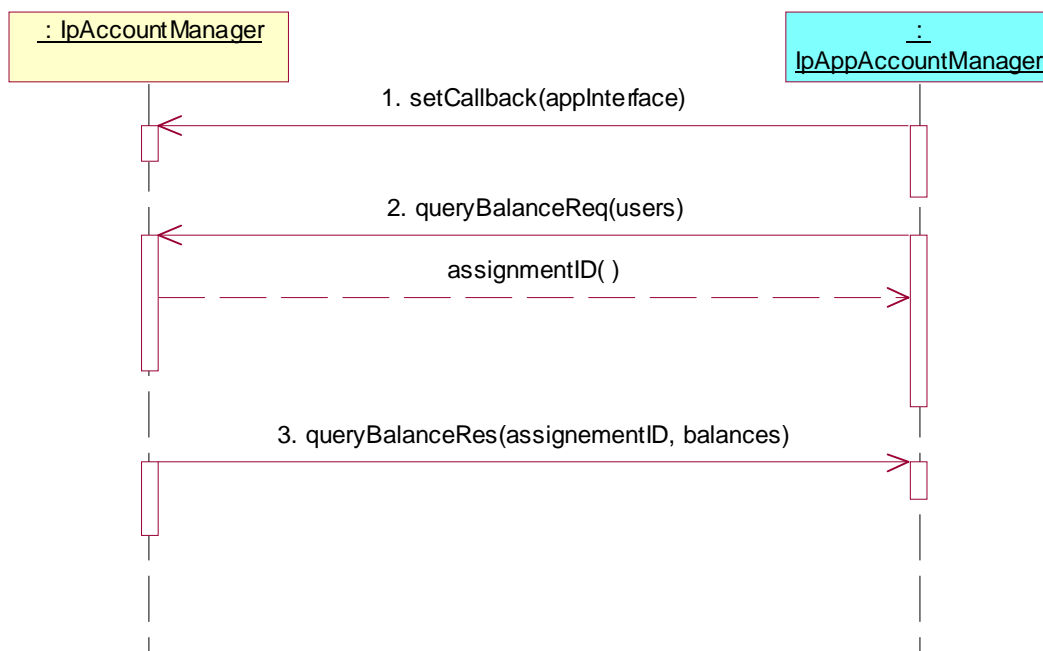 : IpAccountManager
:
IpAppAccountManager
1. setCallback(appInterface)
2. queryBalanceReq(users)
assignmentID( )
3. queryBalanceRes(assignementID, balances)